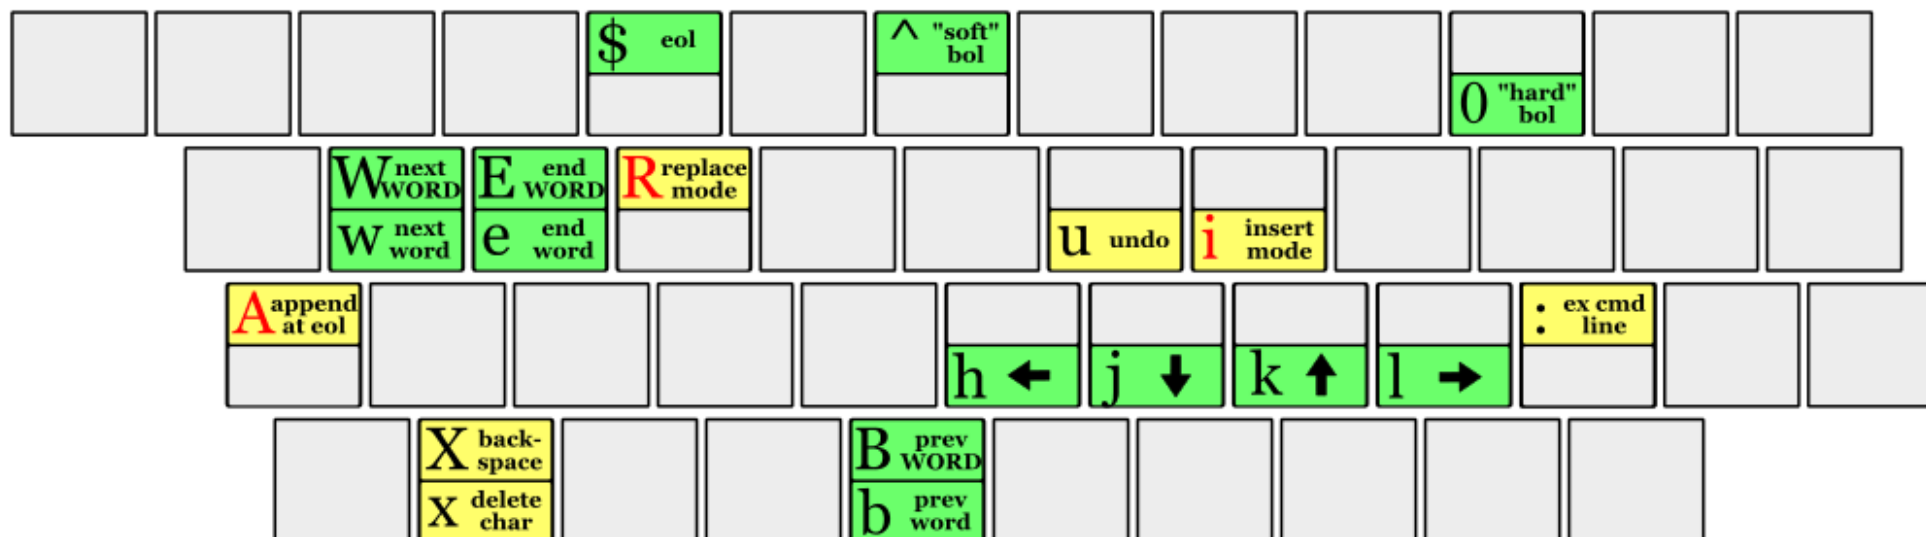 $ eol
^ "soft" bol
0 "hard" bol
W next WORD
w next word
E end WORD
e end word
R replace mode
u undo
i insert mode
A append at eol
h ←
j ↓
k ↑
l →
: ex cmd line
X back-space
x delete char
B prev WORD
b prev word